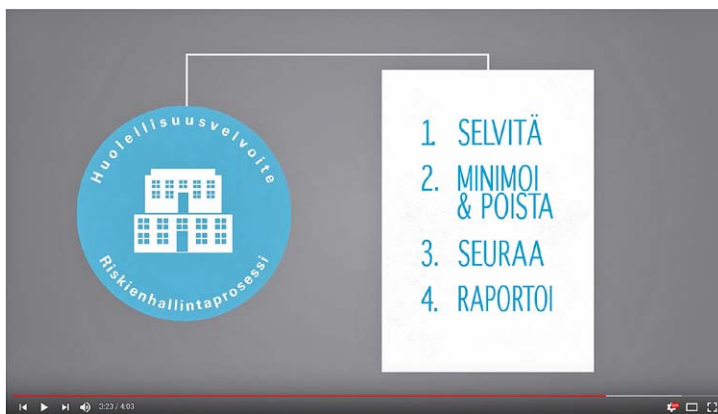 Huolellisuusvelvoite
Riskienhallintaprosessi
1. SELVITÄ
2. MINIMOI
& POISTA
3. SEURAA
4. RAPORTOI
3:23 / 4:03